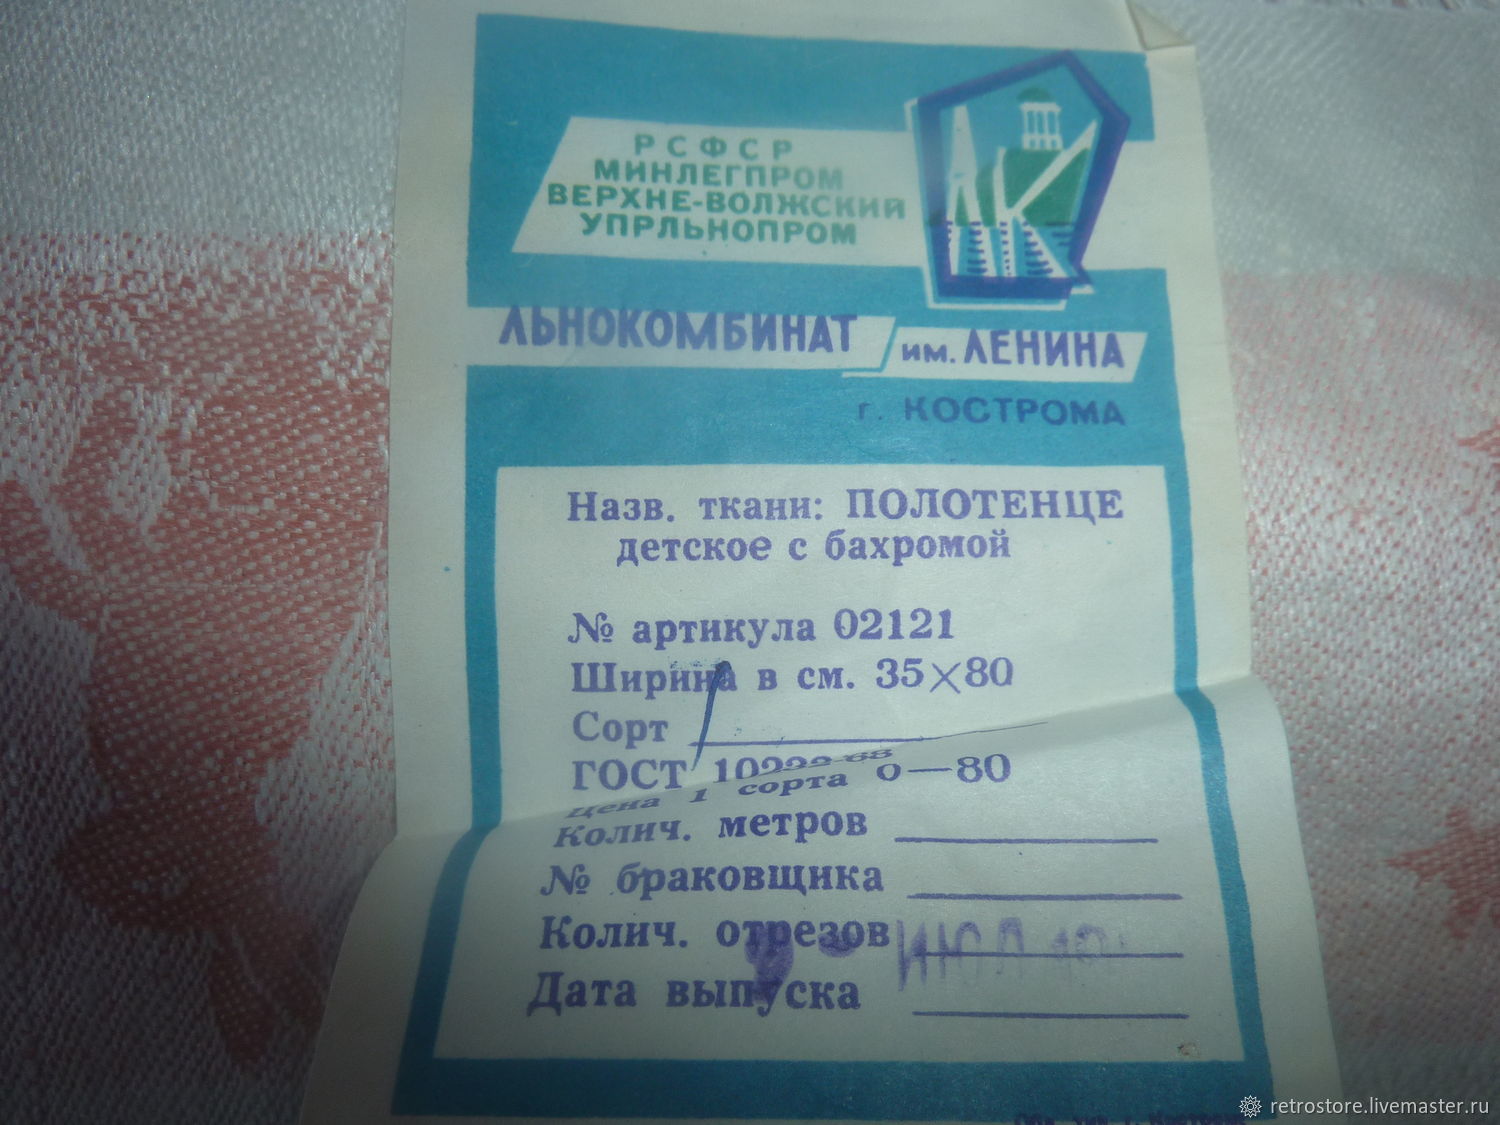 РСФСР
МИНЛЕГПРОМ
ВЕРХНЕ-ВОЛЖСКИЙ
УПРЛЬНОПРОМ
ЛК
ЛЬНОКОМБИНАТ им. ЛЕНИНА
г. КОСТРОМА
Назв. ткани: ПОЛОТЕНЦЕ
детское с бахромой
№ артикула 02121
Ширина в см. 35×80
Сорт
ГОСТ
Цена 1 сорта 0—80
Колич. метров
№ браковщика
Колич. отрезов
ИЮЛ
Дата выпуска
retrostore.livemaster.ru